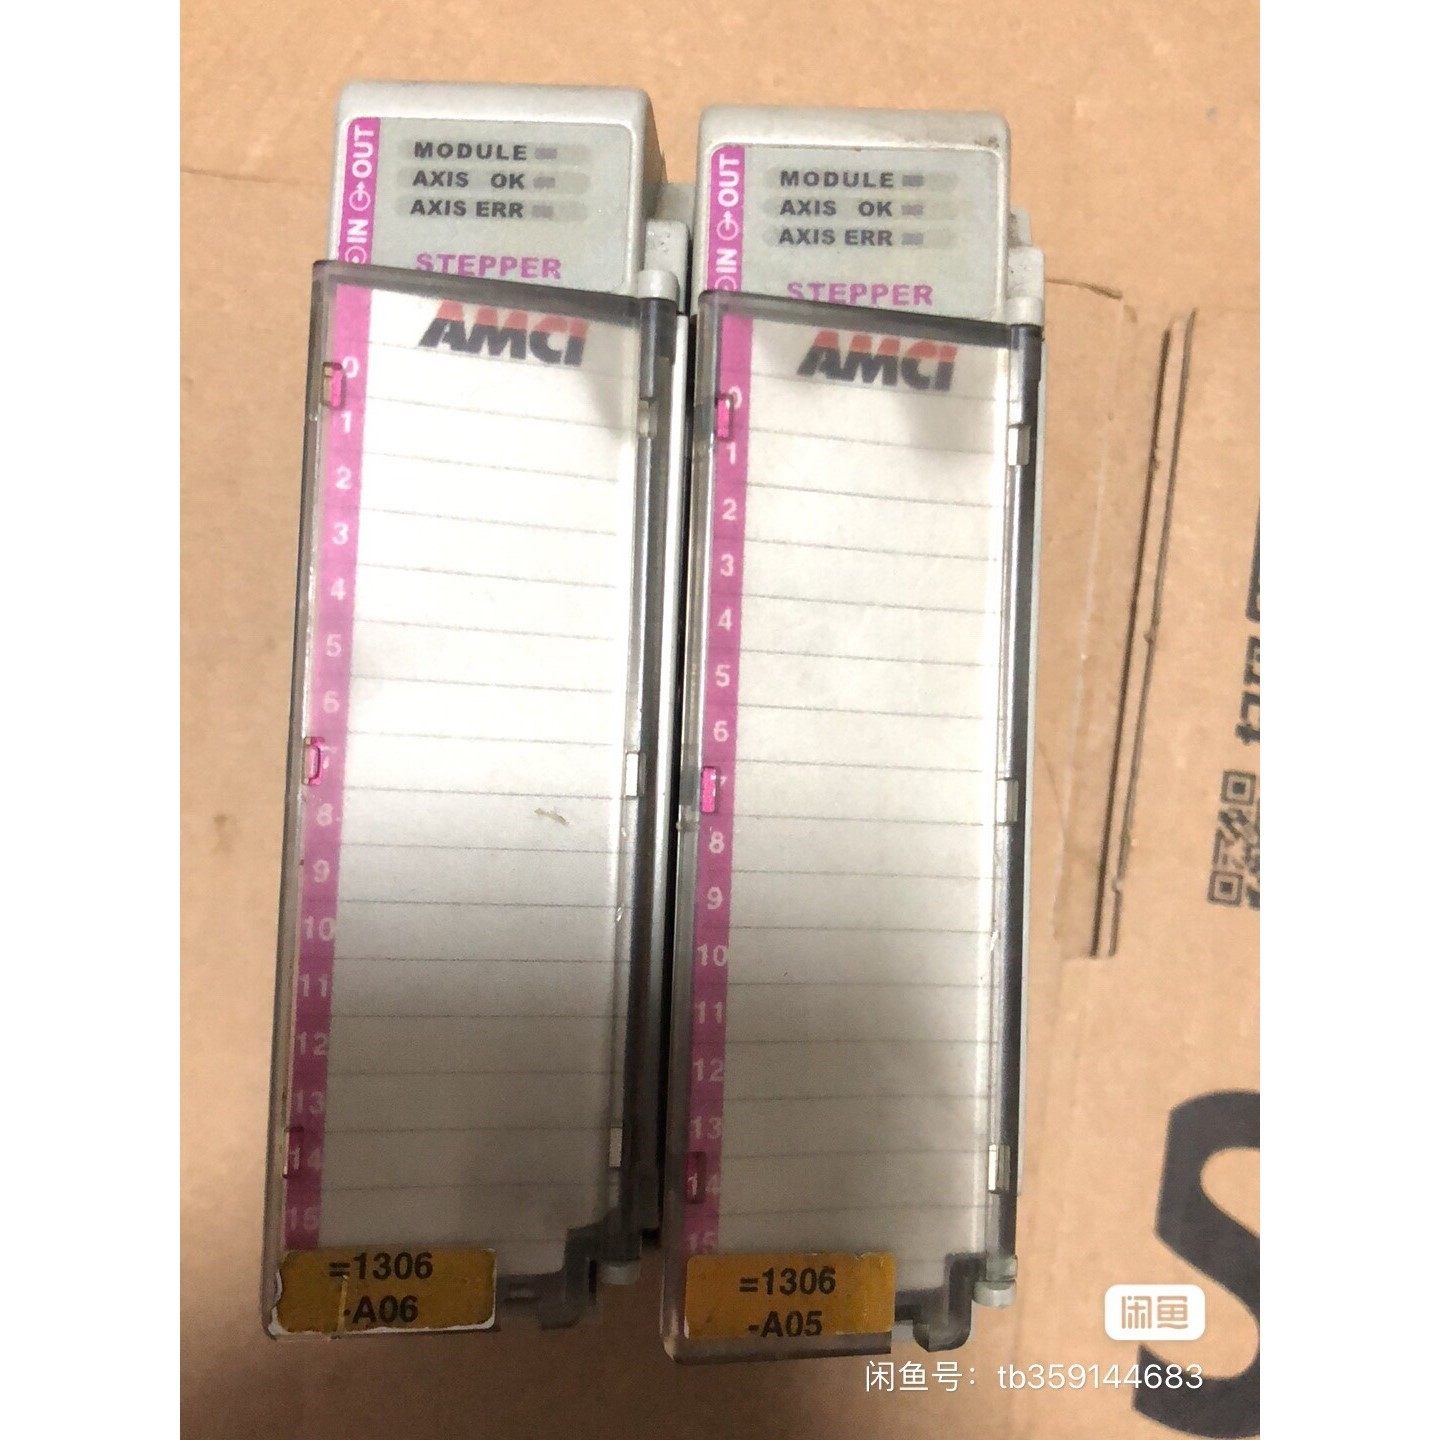 OUT
IN
MODULE
AXIS OK
AXIS ERR
STEPPER
AMCI
0
1
2
3
4
5
6
7
8
9
10
11
12
13
14
15
=1306
-A06
OUT
IN
MODULE
AXIS OK
AXIS ERR
STEPPER
AMCI
0
1
2
3
4
5
6
7
8
9
10
11
12
13
14
15
=1306
-A05
S
闲鱼
闲鱼号：tb359144683